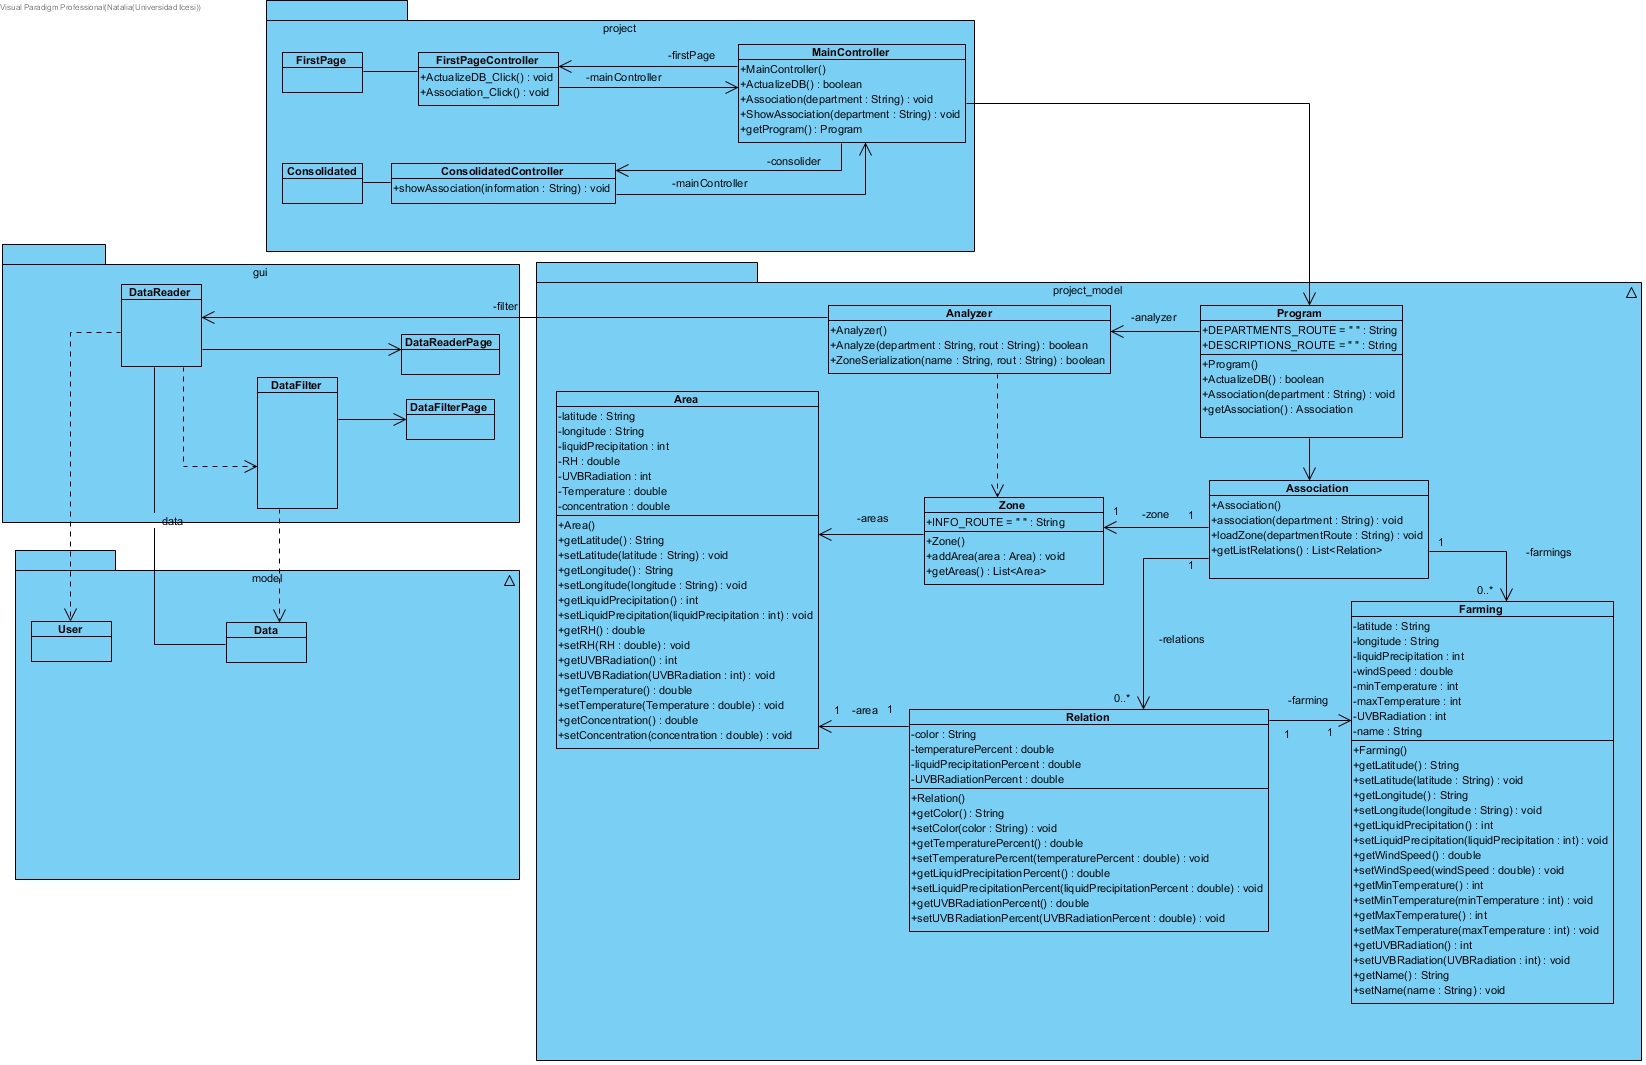 Visual Paradigm Professional(Natalia(Universidad Icesi))
project
FirstPage
FirstPageController
+ActualizeDB_Click() : void
+Association_Click() : void
-firstPage
-mainController
MainController
+MainController()
+ActualizeDB() : boolean
+Association(department : String) : void
+ShowAssociation(department : String) : void
+getProgram() : Program
Consolidated
ConsolidatedController
+showAssociation(information : String) : void
-consolider
-mainController
gui
DataReader
-filter
DataReaderPage
DataFilter
DataFilterPage
data
model
User
Data
project_model
Analyzer
+Analyzer()
+Analyze(department : String, rout : String) : boolean
+ZoneSerialization(name : String, rout : String) : boolean
-analyzer
Program
+DEPARTMENTS_ROUTE = " " : String
+DESCRIPTIONS_ROUTE = " " : String
+Program()
+ActualizeDB() : boolean
+Association(department : String) : void
+getAssociation() : Association
Area
-latitude : String
-longitude : String
-liquidPrecipitation : int
-RH : double
-UVBRadiation : int
-Temperature : double
-concentration : double
+Area()
+getLatitude() : String
+setLatitude(latitude : String) : void
+getLongitude() : String
+setLongitude(longitude : String) : void
+getLiquidPrecipitation() : int
+setLiquidPrecipitation(liquidPrecipitation : int) : void
+getRH() : double
+setRH(RH : double) : void
+getUVBRadiation() : int
+setUVBRadiation(UVBRadiation : int) : void
+getTemperature() : double
+setTemperature(Temperature : double) : void
+getConcentration() : double
+setConcentration(concentration : double) : void
-areas
Zone
+INFO_ROUTE = " " : String
+Zone()
+addArea(area : Area) : void
+getAreas() : List<Area>
1
-zone
1
Association
+Association()
+association(department : String) : void
+loadZone(departmentRoute : String) : void
+getListRelations() : List<Relation>
1
-farmings
0..*
1
-relations
0..*
1
-area
1
Relation
-color : String
-temperaturePercent : double
-liquidPrecipitationPercent : double
-UVBRadiationPercent : double
+Relation()
+getColor() : String
+setColor(color : String) : void
+getTemperaturePercent() : double
+setTemperaturePercent(temperaturePercent : double) : void
+getLiquidPrecipitationPercent() : double
+setLiquidPrecipitationPercent(liquidPrecipitationPercent : double) : void
+getUVBRadiationPercent() : double
+setUVBRadiationPercent(UVBRadiationPercent : double) : void
-farming
1
1
Farming
-latitude : String
-longitude : String
-liquidPrecipitation : int
-windSpeed : double
-minTemperature : int
-maxTemperature : int
-UVBRadiation : int
-name : String
+Farming()
+getLatitude() : String
+setLatitude(latitude : String) : void
+getLongitude() : String
+setLongitude(longitude : String) : void
+getLiquidPrecipitation() : int
+setLiquidPrecipitation(liquidPrecipitation : int) : void
+getWindSpeed() : double
+setWindSpeed(windSpeed : double) : void
+getMinTemperature() : int
+setMinTemperature(minTemperature : int) : void
+getMaxTemperature() : int
+setMaxTemperature(maxTemperature : int) : void
+getUVBRadiation() : int
+setUVBRadiation(UVBRadiation : int) : void
+getName() : String
+setName(name : String) : void